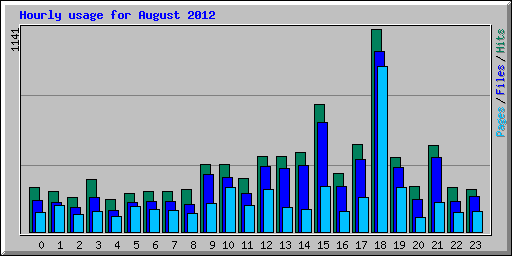 Hourly usage for August 2012
1141
Pages / Files / Hits
0 1 2 3 4 5 6 7 8 9 10 11 12 13 14 15 16 17 18 19 20 21 22 23